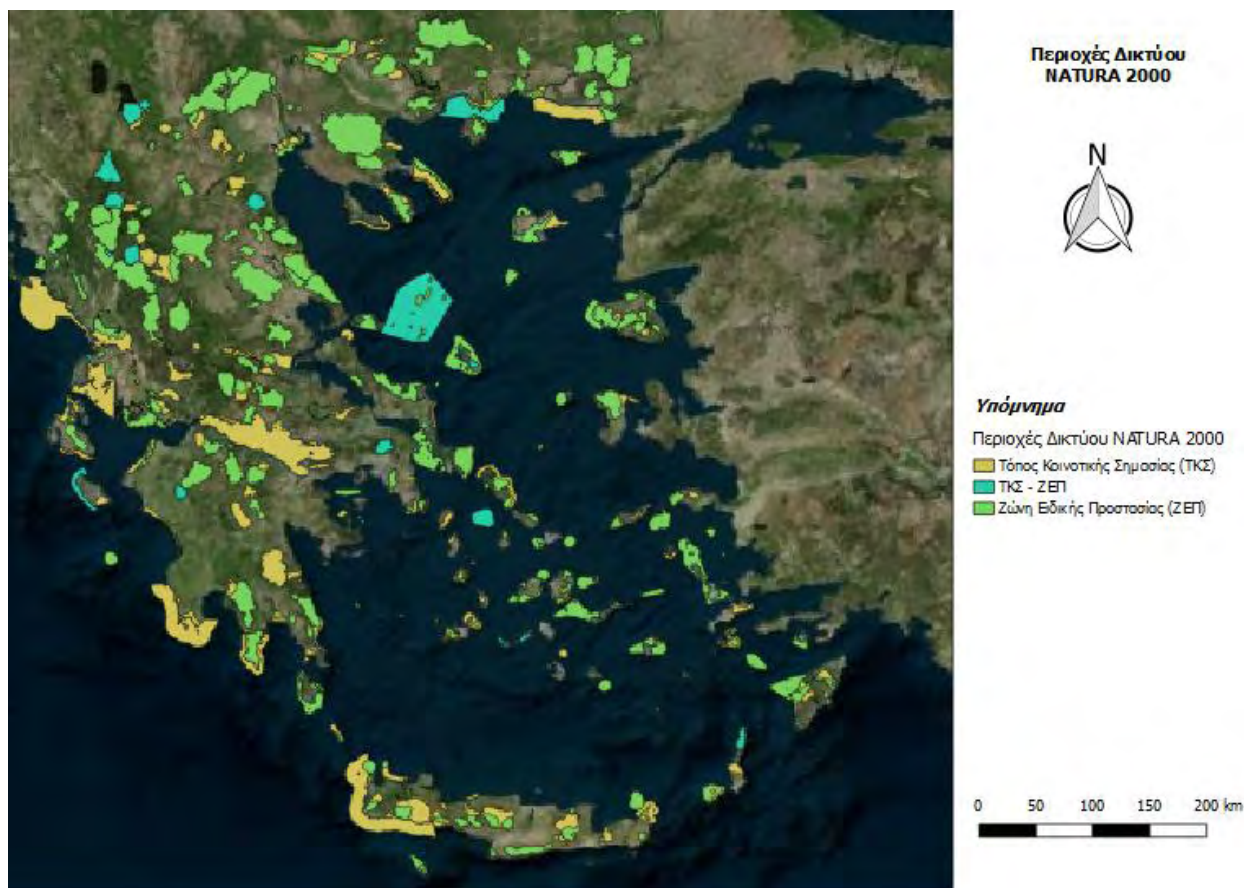 Περιοχές Δικτύου
NATURA 2000
N
Υπόμνημα
Περιοχές Δικτύου NATURA 2000
Τόπος Κοινοτικής Σημασίας (ΤΚΣ)
ΤΚΣ - ΖΕΠ
Ζώνη Ειδικής Προστασίας (ΖΕΠ)
0 50 100 150 200 km